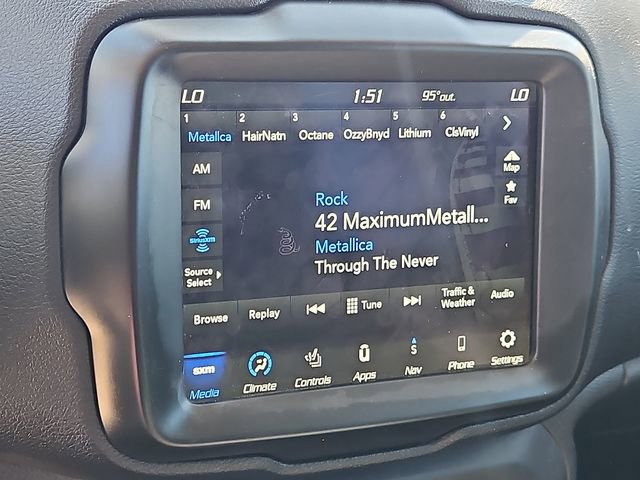 LO 1:51 95°out. LO
1 2 3 4 5 6
Metallca HairNatn Octane OzzyBnyd Lithium ClsVinyl
AM
FM
SiriusXM
Source
Select
Map
Fav
Rock
42 MaximumMetall...
Metallica
Through The Never
Browse Replay Tune Traffic &
Weather Audio
sxm
Media Climate Controls Apps S
Nav Phone Settings